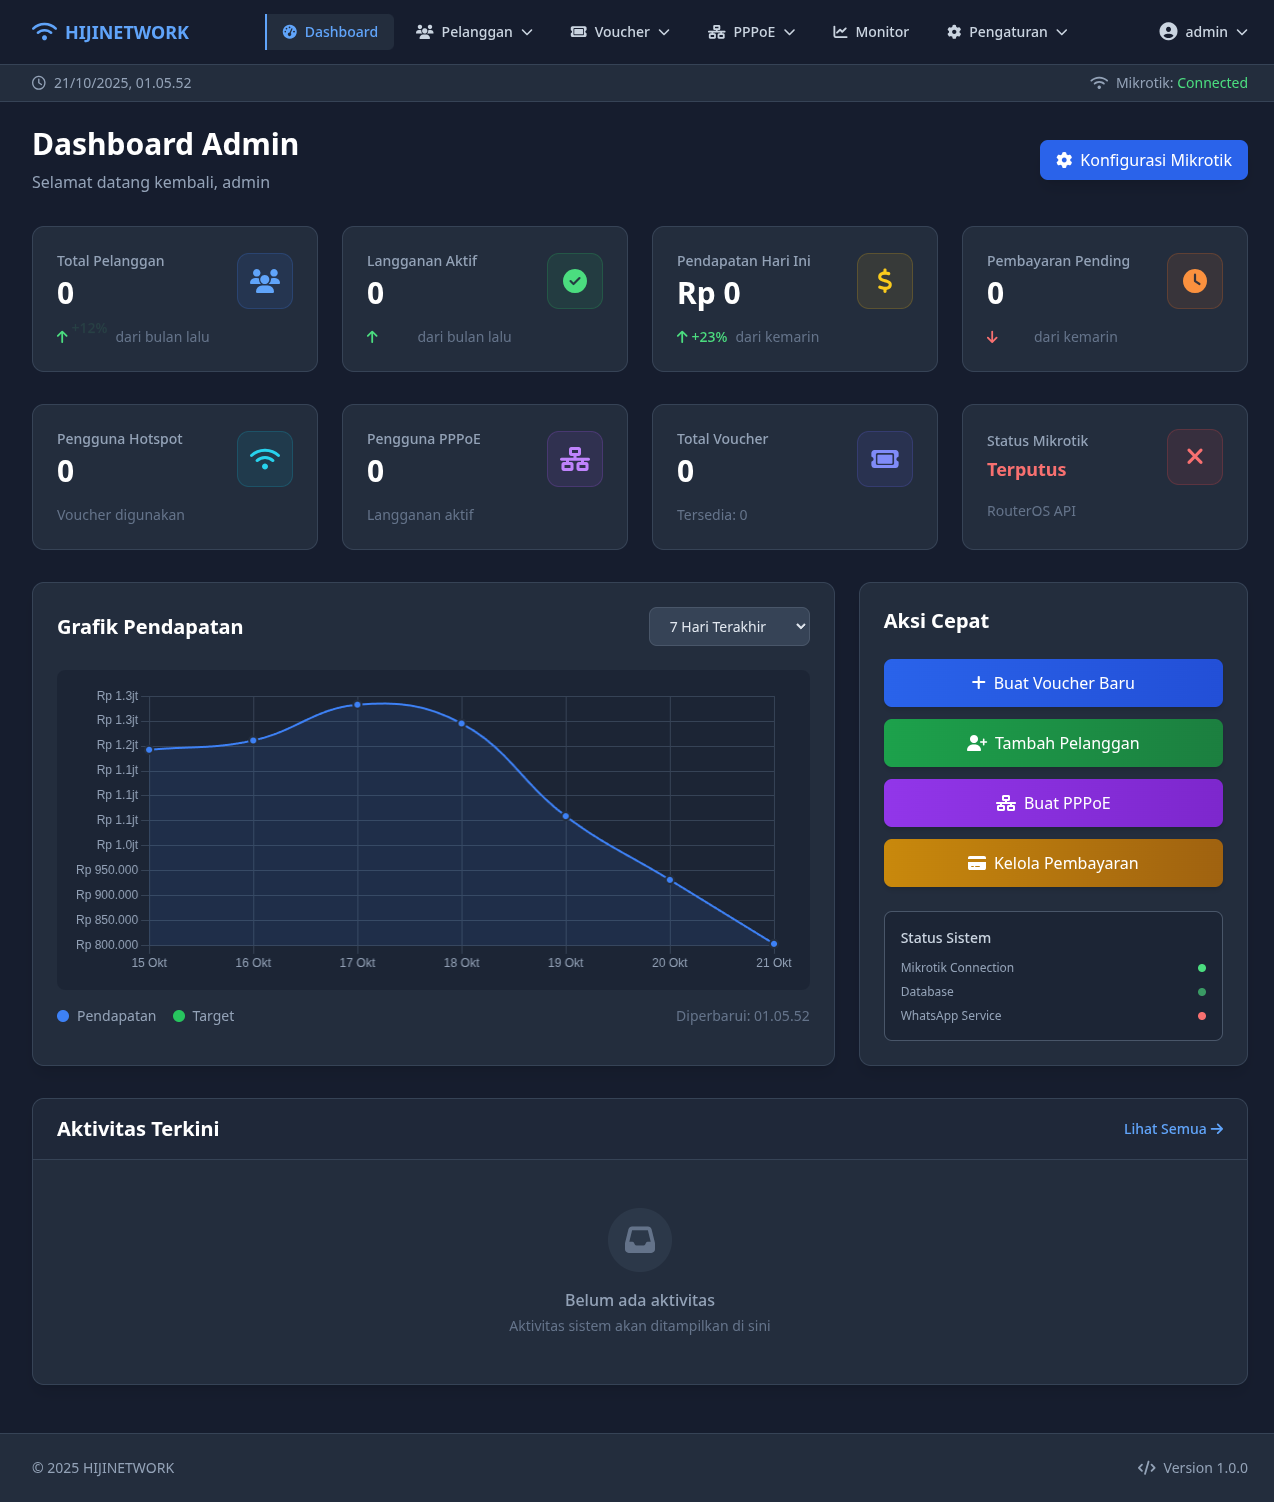 HIJINETWORK
Dashboard
Pelanggan
Voucher
PPPoE
Monitor
Pengaturan
admin
21/10/2025, 01.05.52
Mikrotik: Connected
Dashboard Admin
Selamat datang kembali, admin
Konfigurasi Mikrotik
Total Pelanggan
0
+12% dari bulan lalu
Langganan Aktif
0
dari bulan lalu
Pendapatan Hari Ini
Rp 0
+23% dari kemarin
Pembayaran Pending
0
dari kemarin
Pengguna Hotspot
0
Voucher digunakan
Pengguna PPPoE
0
Langganan aktif
Total Voucher
0
Tersedia: 0
Status Mikrotik
Terputus
RouterOS API
Grafik Pendapatan
7 Hari Terakhir
Rp 1.3jt
Rp 1.3jt
Rp 1.2jt
Rp 1.1jt
Rp 1.1jt
Rp 1.1jt
Rp 1.0jt
Rp 950.000
Rp 900.000
Rp 850.000
Rp 800.000
15 Okt 16 Okt 17 Okt 18 Okt 19 Okt 20 Okt 21 Okt
Pendapatan
Target
Diperbarui: 01.05.52
Aksi Cepat
Buat Voucher Baru
Tambah Pelanggan
Buat PPPoE
Kelola Pembayaran
Status Sistem
Mikrotik Connection
Database
WhatsApp Service
Aktivitas Terkini
Lihat Semua
Belum ada aktivitas
Aktivitas sistem akan ditampilkan di sini
© 2025 HIJINETWORK
Version 1.0.0